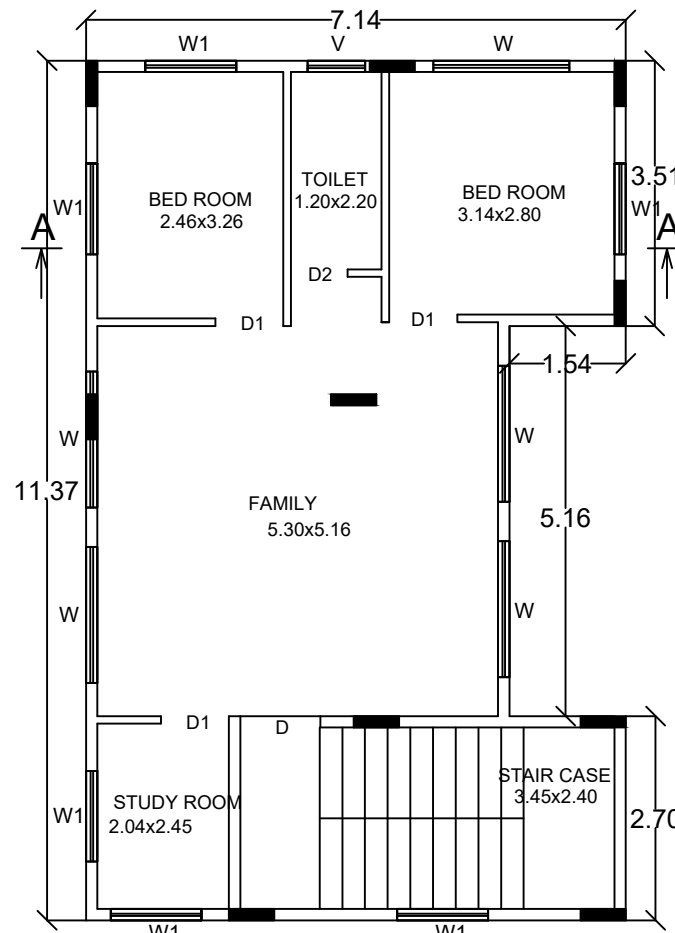 7.14
W1
V
W
BED ROOM
2.46x3.26
TOILET
1.20x2.20
BED ROOM
3.14x2.80
3.51
W1
W1
A
A
D2
D1
D1
1.54
W
W
11.37
FAMILY
5.30x5.16
5.16
W
W
D1
D
STUDY ROOM
2.04x2.45
STAIR CASE
3.45x2.40
W1
2.70
W1
W1